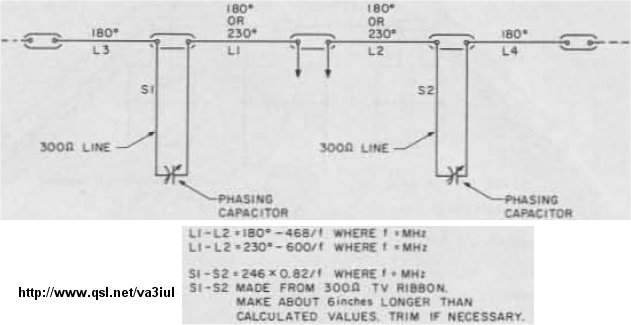 180° 180°
OR OR
180° 230° 230° 180°
L3 L1 L2 L4
S1 S2
300Ω LINE 300Ω LINE
PHASING CAPACITOR PHASING CAPACITOR
L1-L2 = 180° - 468/f WHERE f = MHz
L1-L2 = 230° - 600/f WHERE f = MHz
S1-S2 = 246 × 0.82/f WHERE f = MHz
S1-S2 MADE FROM 300Ω TV RIBBON.
MAKE ABOUT 6 inches LONGER THAN
CALCULATED VALUES. TRIM IF NECESSARY.
http://www.qsl.net/va3iul